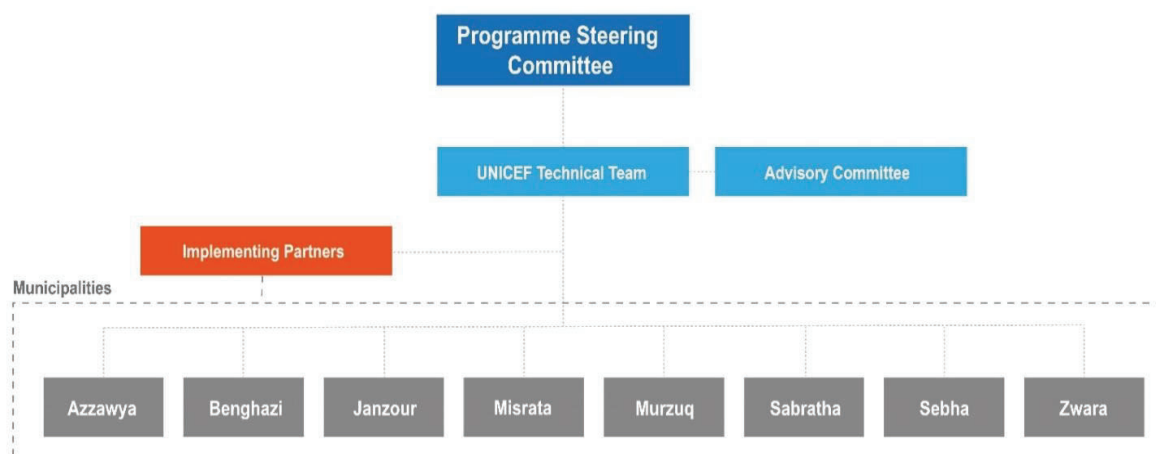 Programme Steering
Committee
UNICEF Technical Team
Advisory Committee
Implementing Partners
Municipalities
Azzawya
Benghazi
Janzour
Misrata
Murzuq
Sabratha
Sebha
Zwara